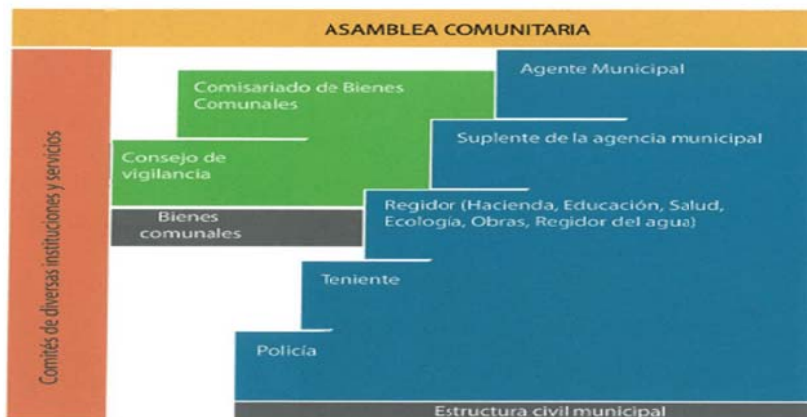 ASAMBLEA COMUNITARIA
Comités de diversas instituciones y servicios
Comisariado de Bienes
Comunales
Consejo de
vigilancia
Bienes
comunales
Agente Municipal
Suplente de la agencia municipal
Regidor (Hacienda, Educación, Salud,
Ecología, Obras, Regidor del agua)
Teniente
Policía
Estructura civil municipal